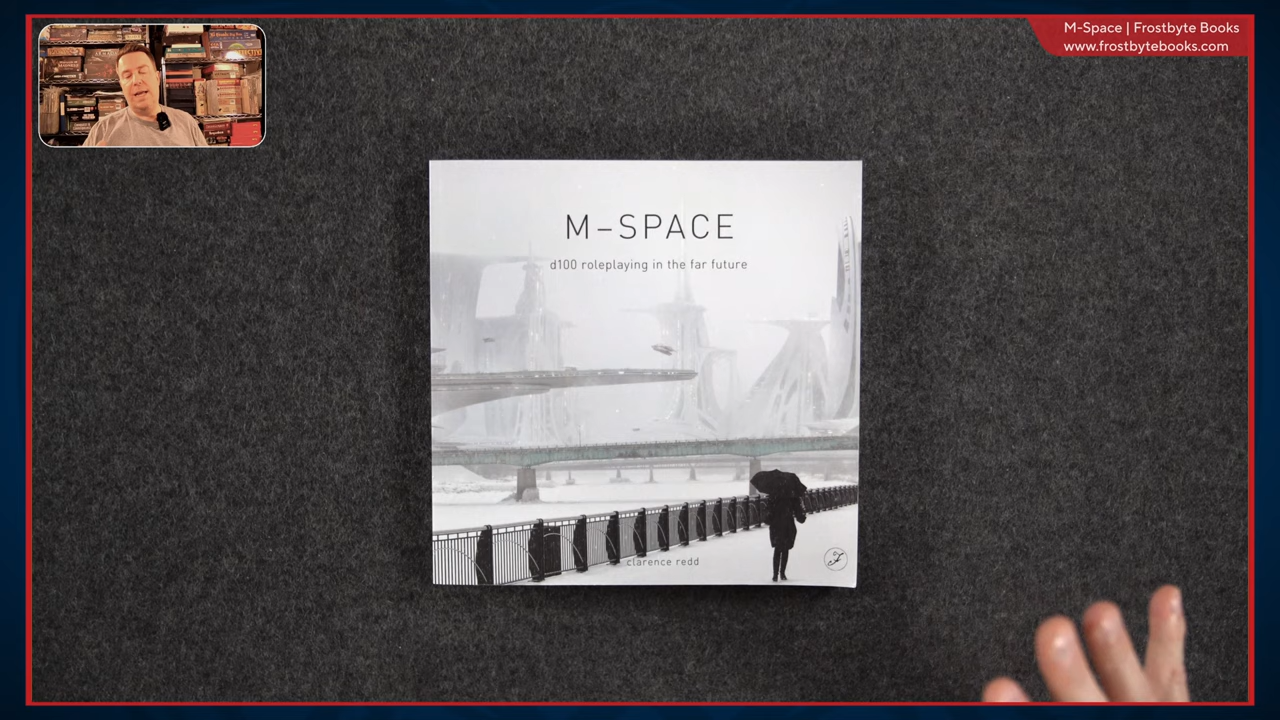 M-Space | Frostbyte Books
www.frostbytebooks.com
M–SPACE
d100 roleplaying in the far future
clarence redd